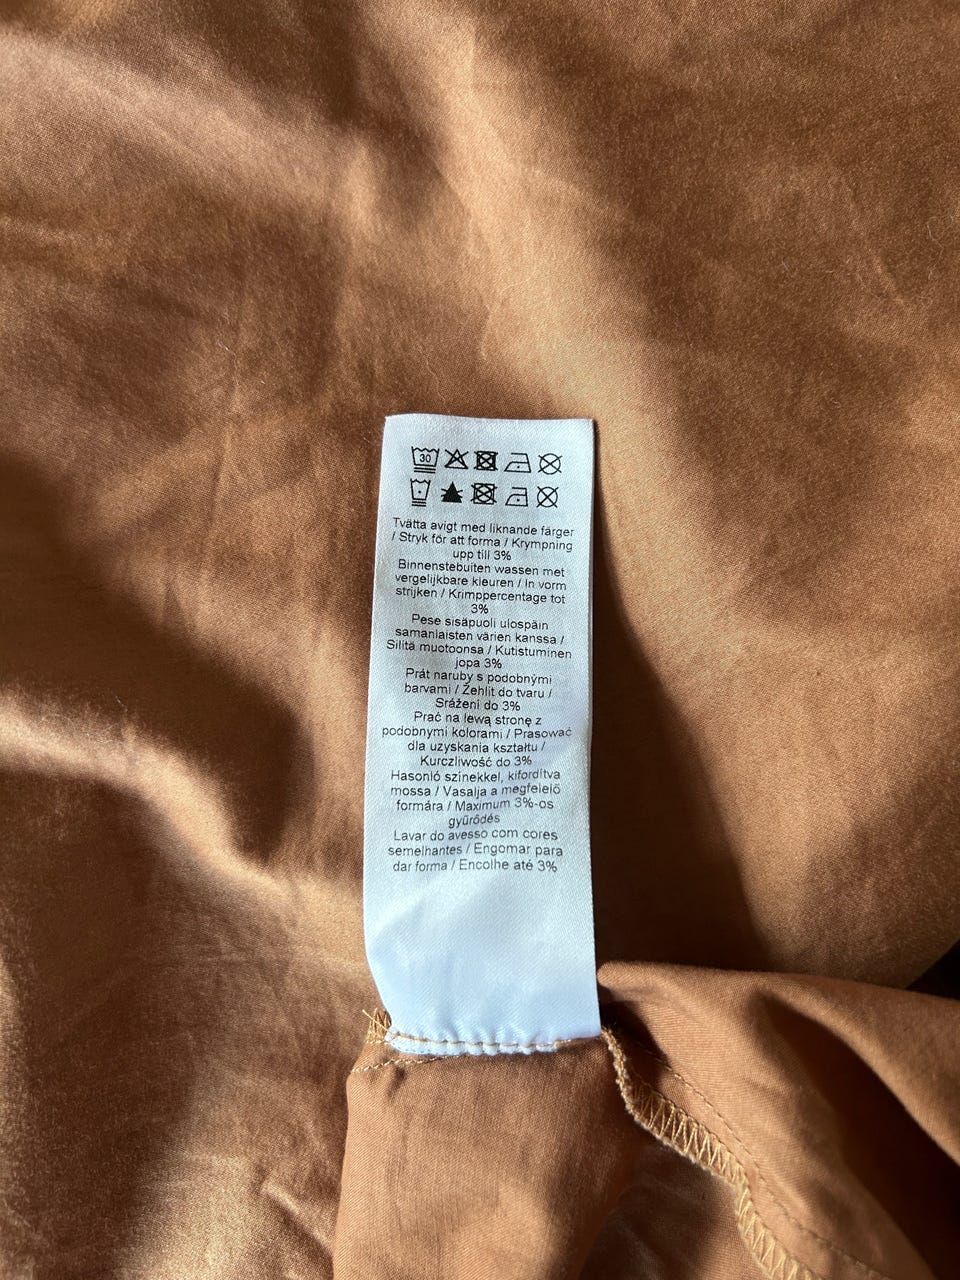 30
Tvätta avigt med liknande färger
/ Stryk för att forma / Krympning
upp till 3%
Binnenstebuiten wassen met
vergelijkbare kleuren / In vorm
strijken / Krimppercentage tot
3%
Pese sisäpuoli ulospäin
samanlaisten värien kanssa /
Silitä muotoonsa / Kutistuminen
jopa 3%
Prát naruby s podobnými
barvami / Žehlit do tvaru /
Srážení do 3%
Prać na lewą stronę z
podobnymi kolorami / Prasować
dla uzyskania kształtu /
Kurczliwość do 3%
Hasonló színekkel, kifordítva
mossa / Vasalja a megfelelő
formára / Maximum 3%-os
gyűrődés
Lavar do avesso com cores
semelhantes / Engomar para
dar forma / Encolhe até 3%